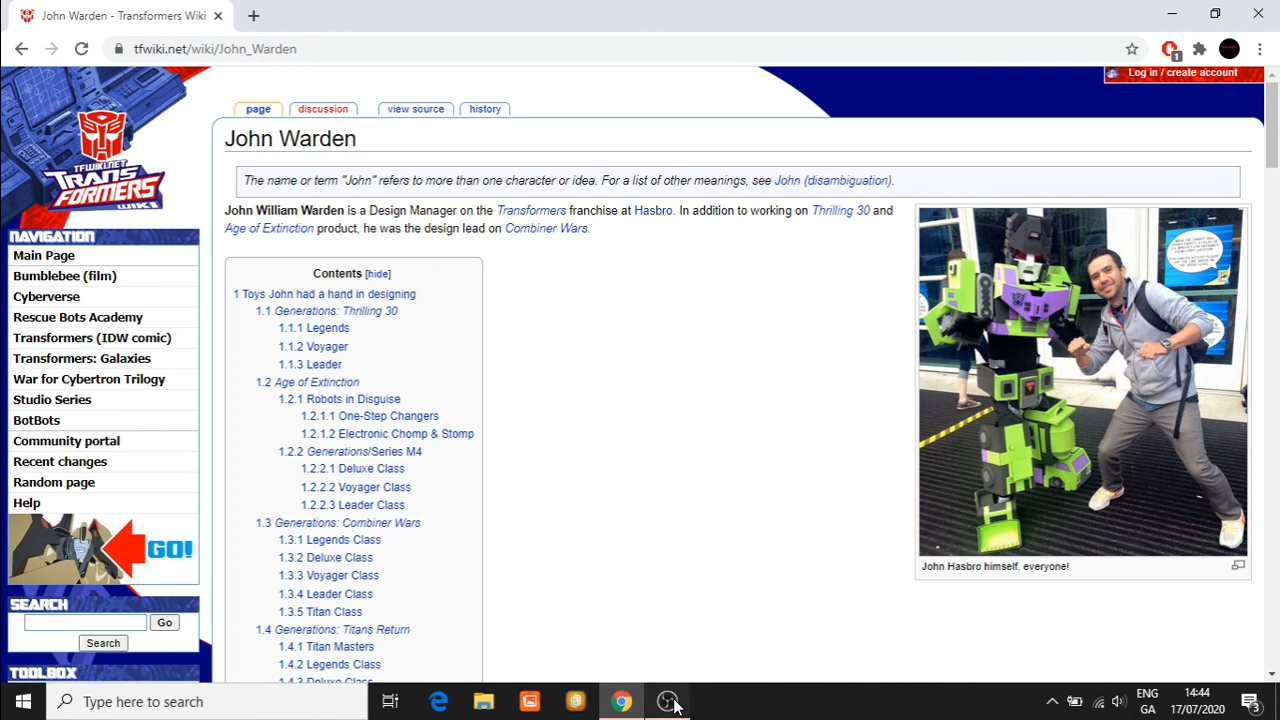 John Warden - Transformers Wiki
tfwiki.net/wiki/John_Warden
1
Log in / create account
page
discussion
view source
history
TFWIKI.NET
TRANSFORMERS
WIKI
John Warden
The name or term "John" refers to more than one character or idea. For a list of other meanings, see John (disambiguation).
John William Warden is a Design Manager on the Transformers franchise at Hasbro. In addition to working on Thrilling 30 and
Age of Extinction product, he was the design lead on Combiner Wars.
NAVIGATION
Main Page
Bumblebee (film)
Cyberverse
Rescue Bots Academy
Transformers (IDW comic)
Transformers: Galaxies
War for Cybertron Trilogy
Studio Series
BotBots
Community portal
Recent changes
Random page
Help
GO!
SEARCH
Go
Search
TOOLBOX
Contents [hide]
1 Toys John had a hand in designing
1.1 Generations: Thrilling 30
1.1.1 Legends
1.1.2 Voyager
1.1.3 Leader
1.2 Age of Extinction
1.2.1 Robots in Disguise
1.2.1.1 One-Step Changers
1.2.1.2 Electronic Chomp & Stomp
1.2.2 Generations/Series M4
1.2.2.1 Deluxe Class
1.2.2.2 Voyager Class
1.2.2.3 Leader Class
1.3 Generations: Combiner Wars
1.3.1 Legends Class
1.3.2 Deluxe Class
1.3.3 Voyager Class
1.3.4 Leader Class
1.3.5 Titan Class
1.4 Generations: Titans Return
1.4.1 Titan Masters
1.4.2 Legends Class
1.4.3 Deluxe Class
John Hasbro himself, everyone!
Type here to search
ENG
GA
14:44
17/07/2020
3